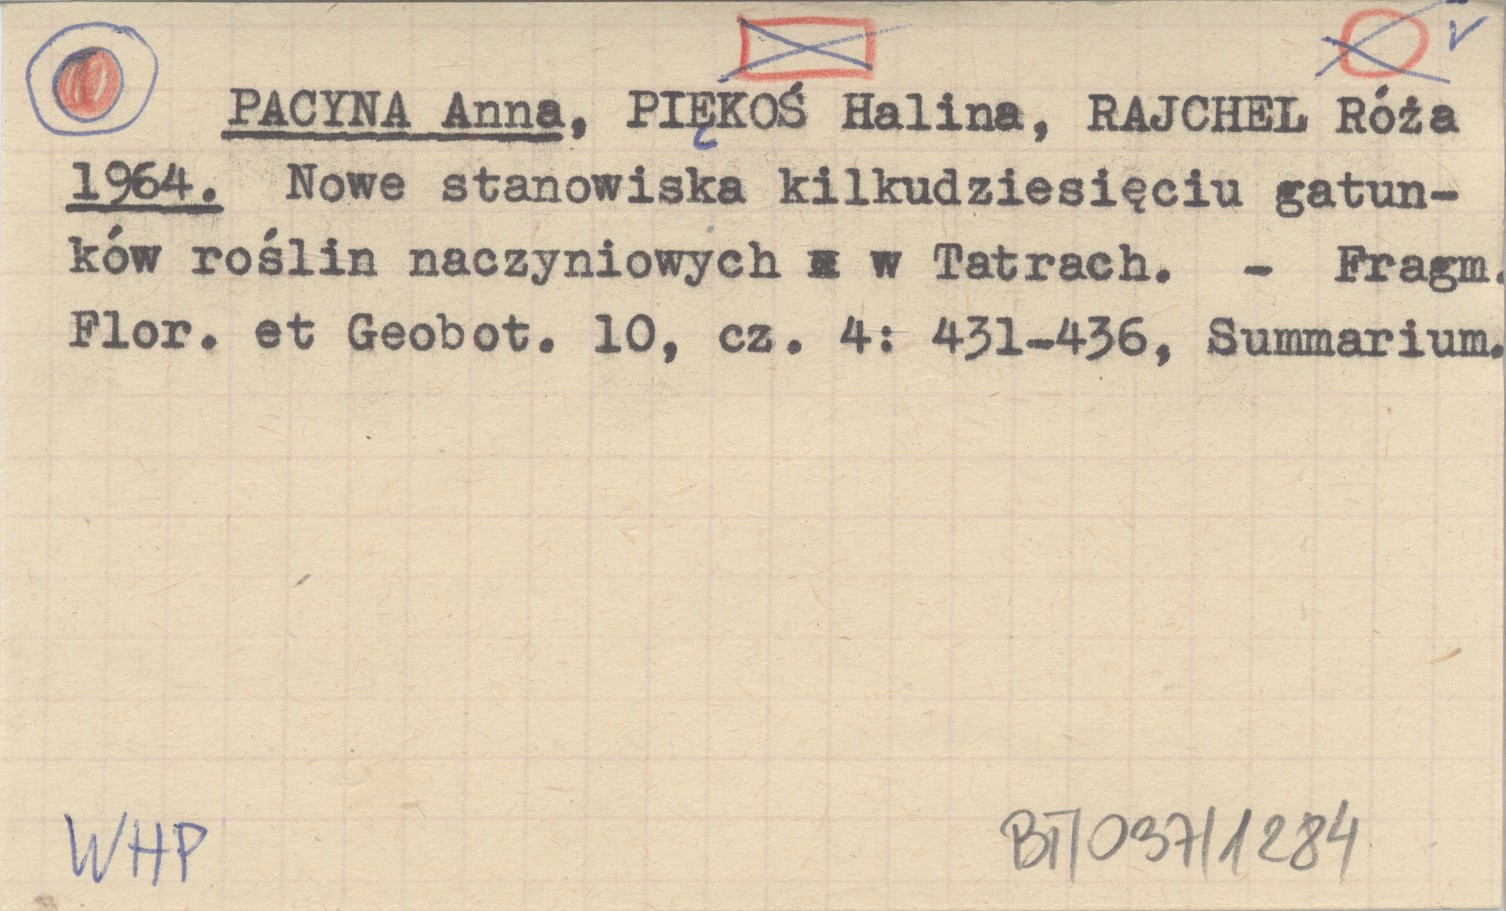 PACYNA Anna, PIĘKOŚ Halina, RAJCHEL Róża
1964. Nowe stanowiska kilkudziesięciu gatun-
ków roślin naczyniowych w Tatrach. - Fragm.
Flor. et Geobot. 10, cz. 4: 431-436, Summarium.
WHP
BT/037/1284